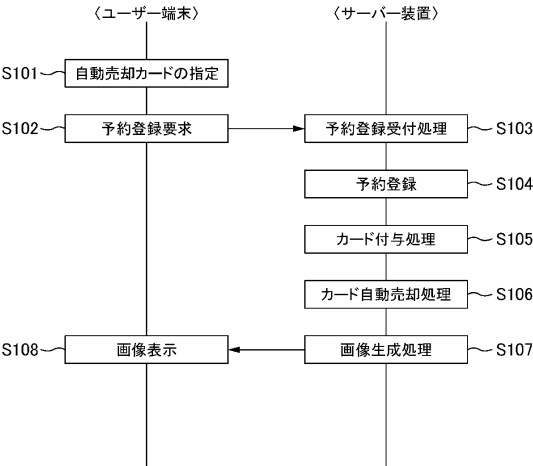 〈ユーザー端末〉 〈サーバー装置〉
S101 自動売却カードの指定
S102 予約登録要求 予約登録受付処理 S103
予約登録 S104
カード付与処理 S105
カード自動売却処理 S106
S108 画像表示 画像生成処理 S107